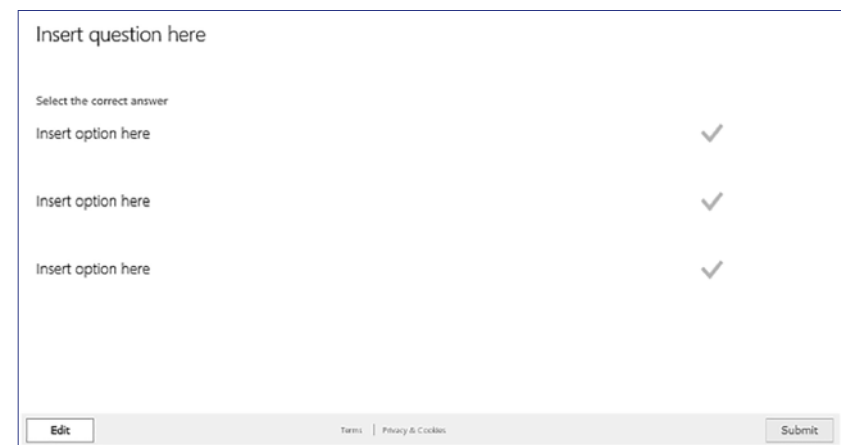 Insert question here
Select the correct answer
Insert option here
Insert option here
Insert option here
Edit Terms | Privacy & Cookies Submit